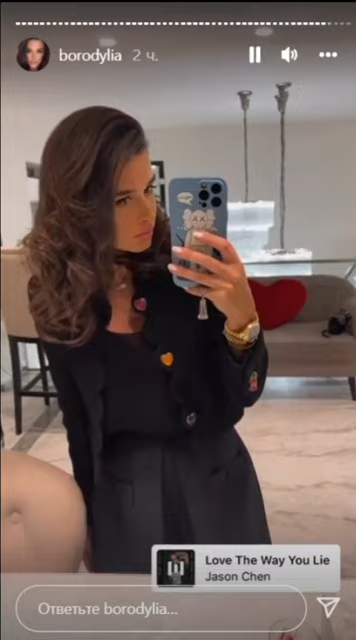 borodylia 2 ч.
Love The Way You Lie
Jason Chen
Ответьте borodylia...